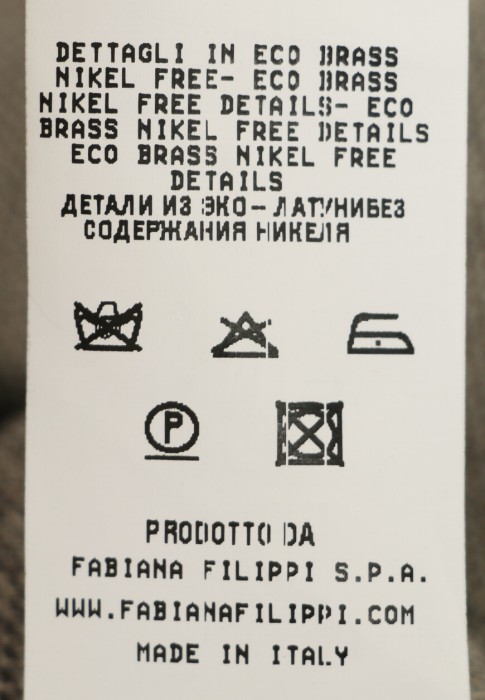 DETTAGLI IN ECO BRASS
NIKEL FREE- ECO BRASS
NIKEL FREE DETAILS- ECO
BRASS NIKEL FREE DETAILS
ECO BRASS NIKEL FREE
DETAILS
ДЕТАЛИ ИЗ ЭКО-ЛАТУНИБЕЗ
СОДЕРЖАНИЯ НИКЕЛЯ
P
PRODOTTO DA
FABIANA FILIPPI S.P.A.
WWW.FABIANAFILIPPI.COM
MADE IN ITALY